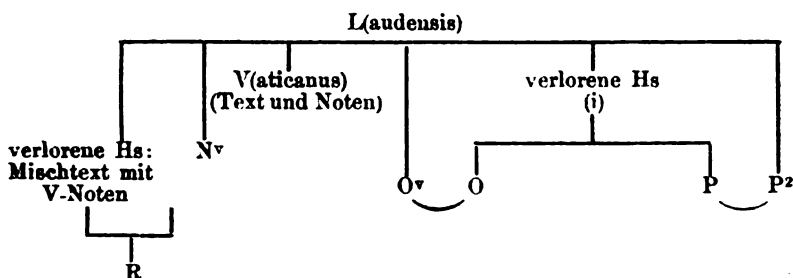 L(audensis)
V(aticanus)
(Text und Noten)
verlorene Hs
(i)
verlorene Hs:
Mischtext mit
V-Noten
Nᵛ
Oᵛ
O
P
P²
R